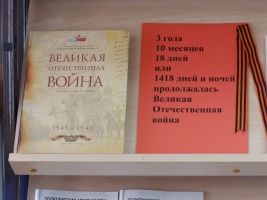 ВЕЛИКАЯ
ОТЕЧЕСТВЕННАЯ
ВОЙНА
1941-1945
3 года
10 месяцев
18 дней
или
1418 дней и ночей
продолжалась
Великая
Отечественная
война